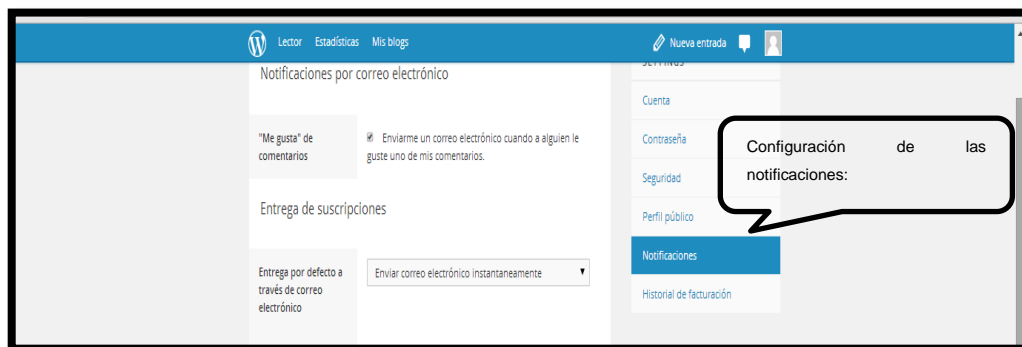 Lector Estadísticas Mis blogs Nueva entrada
Notificaciones por correo electrónico
"Me gusta" de
comentarios
Enviarme un correo electrónico cuando a alguien le
guste uno de mis comentarios.
Entrega de suscripciones
Entrega por defecto a
través de correo
electrónico
Enviar correo electrónico instantaneamente
SETTINGS
Cuenta
Contraseña
Seguridad
Perfil público
Notificaciones
Historial de facturación
Configuración de las
notificaciones: